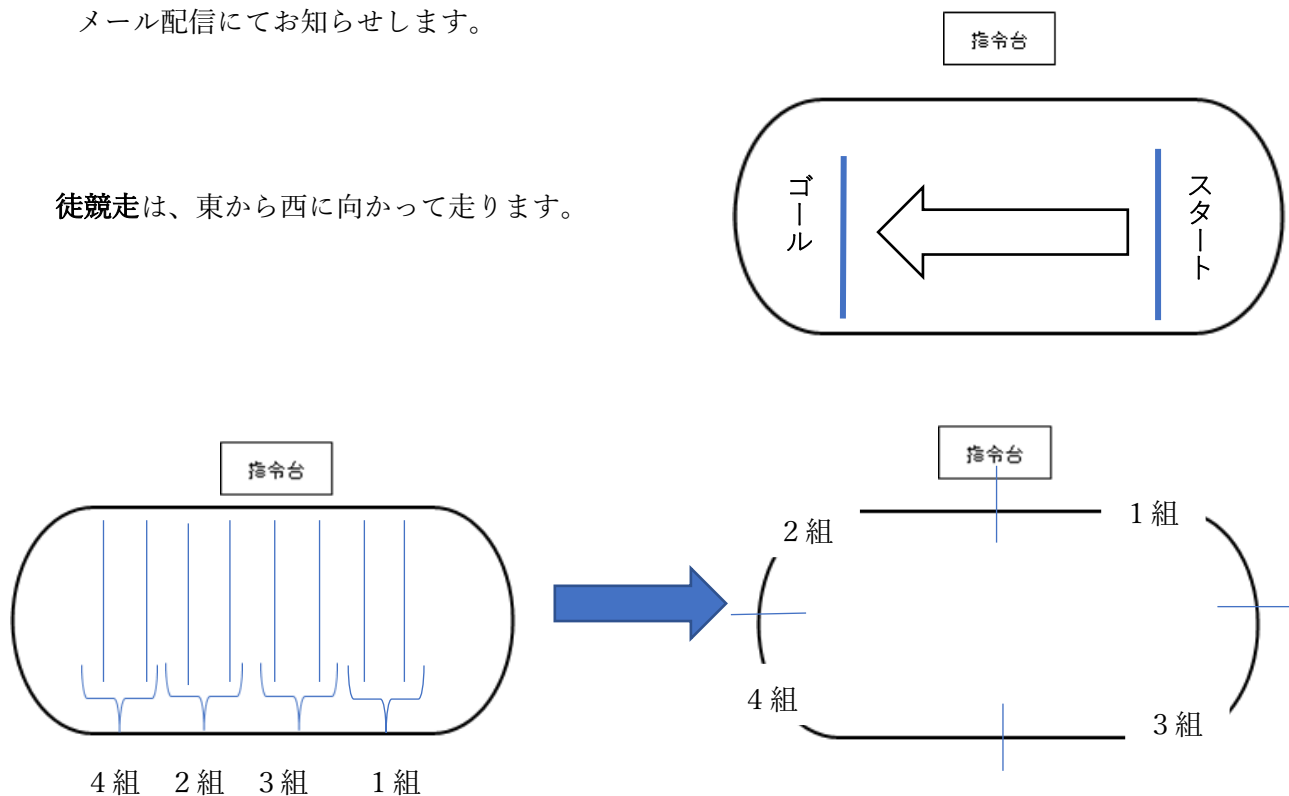 メール配信にてお知らせします。
指令台
徒競走は、東から西に向かって走ります。
ゴール
スタート
指令台
4組 2組 3組 1組
指令台
2組
1組
4組
3組